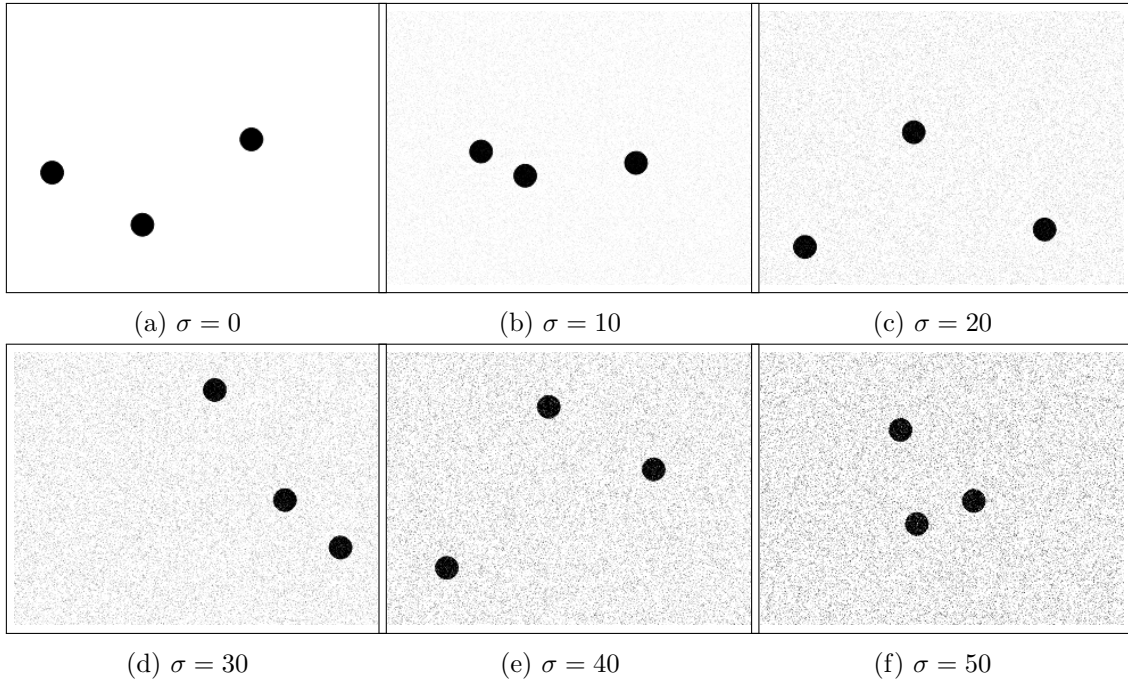 (a) σ = 0
(b) σ = 10
(c) σ = 20
(d) σ = 30
(e) σ = 40
(f) σ = 50